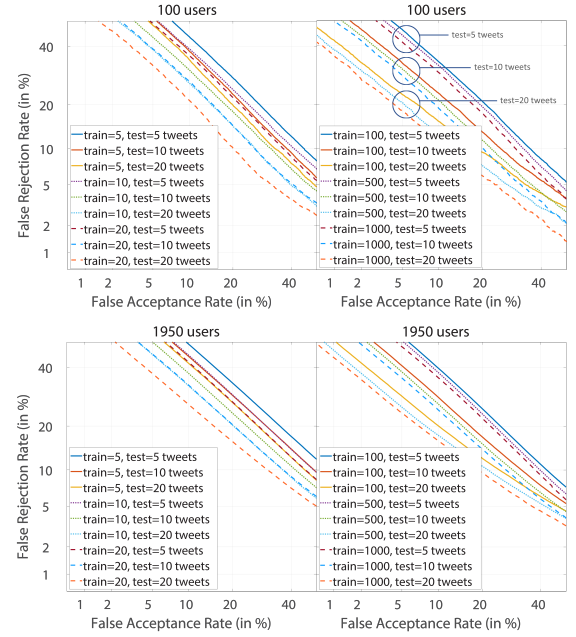 100 users
100 users
False Rejection Rate (in %)
40
20
10
5
2
1
test=5 tweets
test=10 tweets
test=20 tweets
train=5, test=5 tweets
train=5, test=10 tweets
train=5, test=20 tweets
train=10, test=5 tweets
train=10, test=10 tweets
train=10, test=20 tweets
train=20, test=5 tweets
train=20, test=10 tweets
train=20, test=20 tweets
train=100, test=5 tweets
train=100, test=10 tweets
train=100, test=20 tweets
train=500, test=5 tweets
train=500, test=10 tweets
train=500, test=20 tweets
train=1000, test=5 tweets
train=1000, test=10 tweets
train=1000, test=20 tweets
1 2 5 10 20 40
1 2 5 10 20 40
False Acceptance Rate (in %)
False Acceptance Rate (in %)
1950 users
1950 users
False Rejection Rate (in %)
40
20
10
5
2
1
train=5, test=5 tweets
train=5, test=10 tweets
train=5, test=20 tweets
train=10, test=5 tweets
train=10, test=10 tweets
train=10, test=20 tweets
train=20, test=5 tweets
train=20, test=10 tweets
train=20, test=20 tweets
train=100, test=5 tweets
train=100, test=10 tweets
train=100, test=20 tweets
train=500, test=5 tweets
train=500, test=10 tweets
train=500, test=20 tweets
train=1000, test=5 tweets
train=1000, test=10 tweets
train=1000, test=20 tweets
1 2 5 10 20 40
1 2 5 10 20 40
False Acceptance Rate (in %)
False Acceptance Rate (in %)